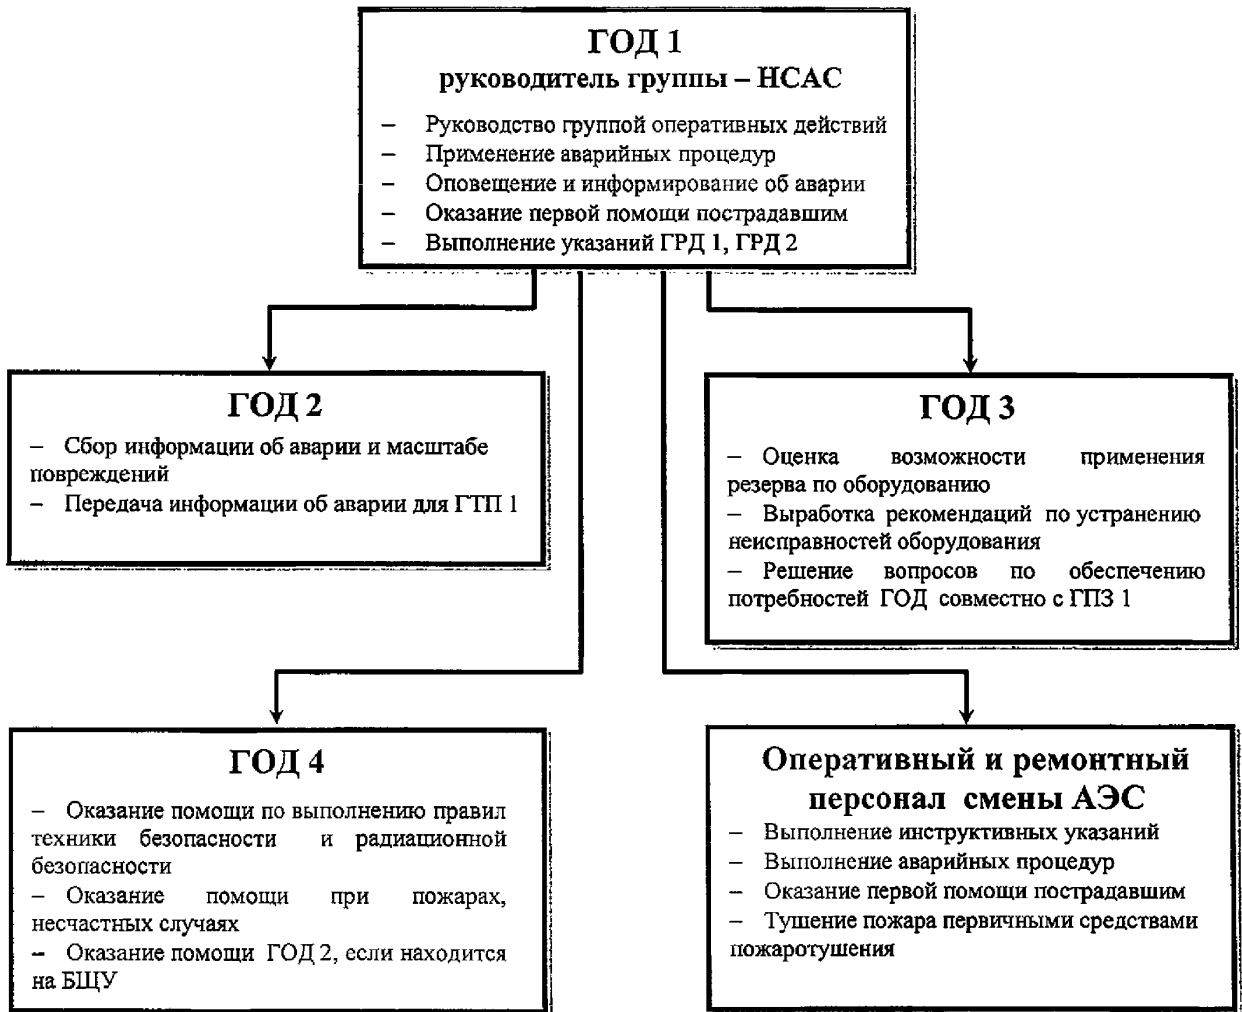 ГОД 1
руководитель группы – НСАС
– Руководство группой оперативных действий
– Применение аварийных процедур
– Оповещение и информирование об аварии
– Оказание первой помощи пострадавшим
– Выполнение указаний ГРД 1, ГРД 2
ГОД 2
– Сбор информации об аварии и масштабе
повреждений
– Передача информации об аварии для ГТП 1
ГОД 3
– Оценка возможности применения
резерва по оборудованию
– Выработка рекомендаций по устранению
неисправностей оборудования
– Решение вопросов по обеспечению
потребностей ГОД совместно с ГПЗ 1
ГОД 4
– Оказание помощи по выполнению правил
техники безопасности и радиационной
безопасности
– Оказание помощи при пожарах,
несчастных случаях
– Оказание помощи ГОД 2, если находится
на БЩУ
Оперативный и ремонтный
персонал смены АЭС
– Выполнение инструктивных указаний
– Выполнение аварийных процедур
– Оказание первой помощи пострадавшим
– Тушение пожара первичными средствами
пожаротушения